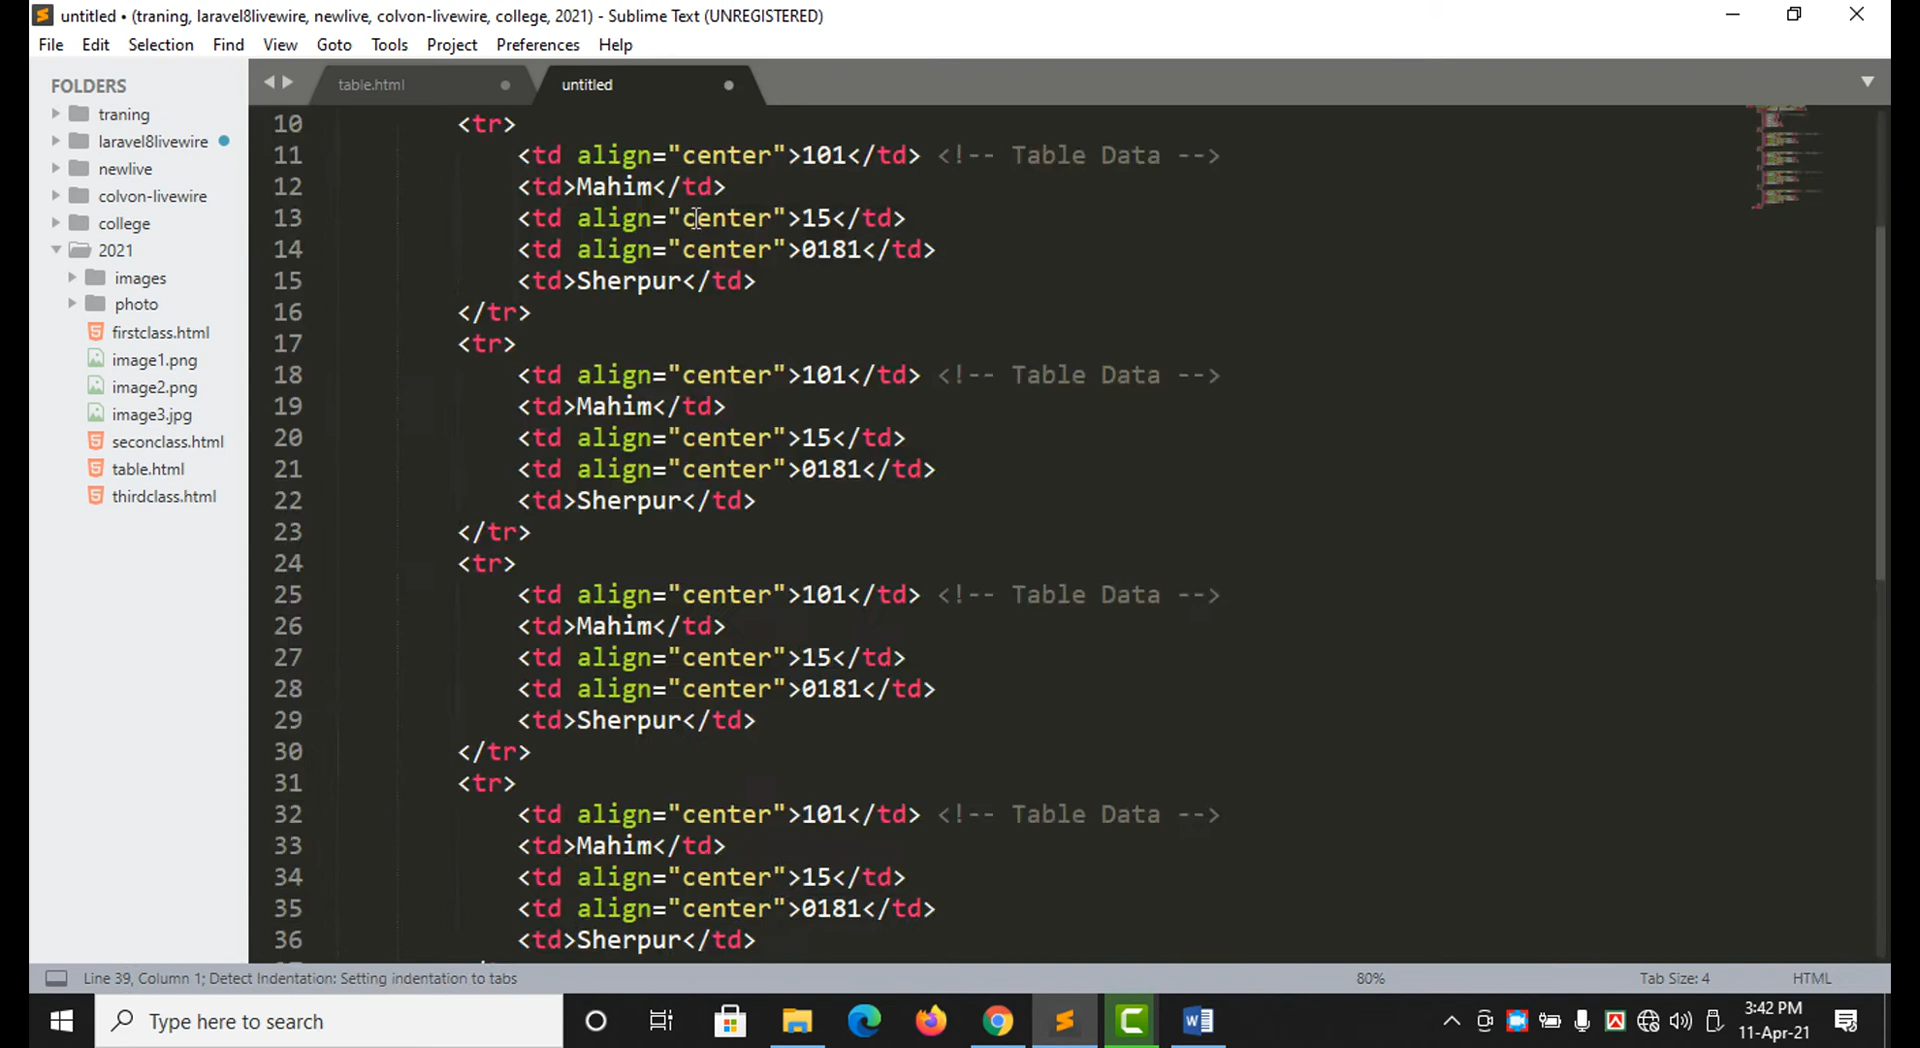 untitled • (traning, laravel8livewire, newlive, colvon-livewire, college, 2021) - Sublime Text (UNREGISTERED)
File Edit Selection Find View Goto Tools Project Preferences Help
FOLDERS
traning
laravel8livewire
newlive
colvon-livewire
college
2021
images
photo
firstclass.html
image1.png
image2.png
image3.jpg
seconclass.html
table.html
thirdclass.html
table.html
untitled
10 <tr>
11 <td align="center">101</td> <!-- Table Data -->
12 <td>Mahim</td>
13 <td align="center">15</td>
14 <td align="center">0181</td>
15 <td>Sherpur</td>
16 </tr>
17 <tr>
18 <td align="center">101</td> <!-- Table Data -->
19 <td>Mahim</td>
20 <td align="center">15</td>
21 <td align="center">0181</td>
22 <td>Sherpur</td>
23 </tr>
24 <tr>
25 <td align="center">101</td> <!-- Table Data -->
26 <td>Mahim</td>
27 <td align="center">15</td>
28 <td align="center">0181</td>
29 <td>Sherpur</td>
30 </tr>
31 <tr>
32 <td align="center">101</td> <!-- Table Data -->
33 <td>Mahim</td>
34 <td align="center">15</td>
35 <td align="center">0181</td>
36 <td>Sherpur</td>
Line 39, Column 1; Detect Indentation: Setting indentation to tabs 80% Tab Size: 4 HTML
Type here to search
3:42 PM
11-Apr-21